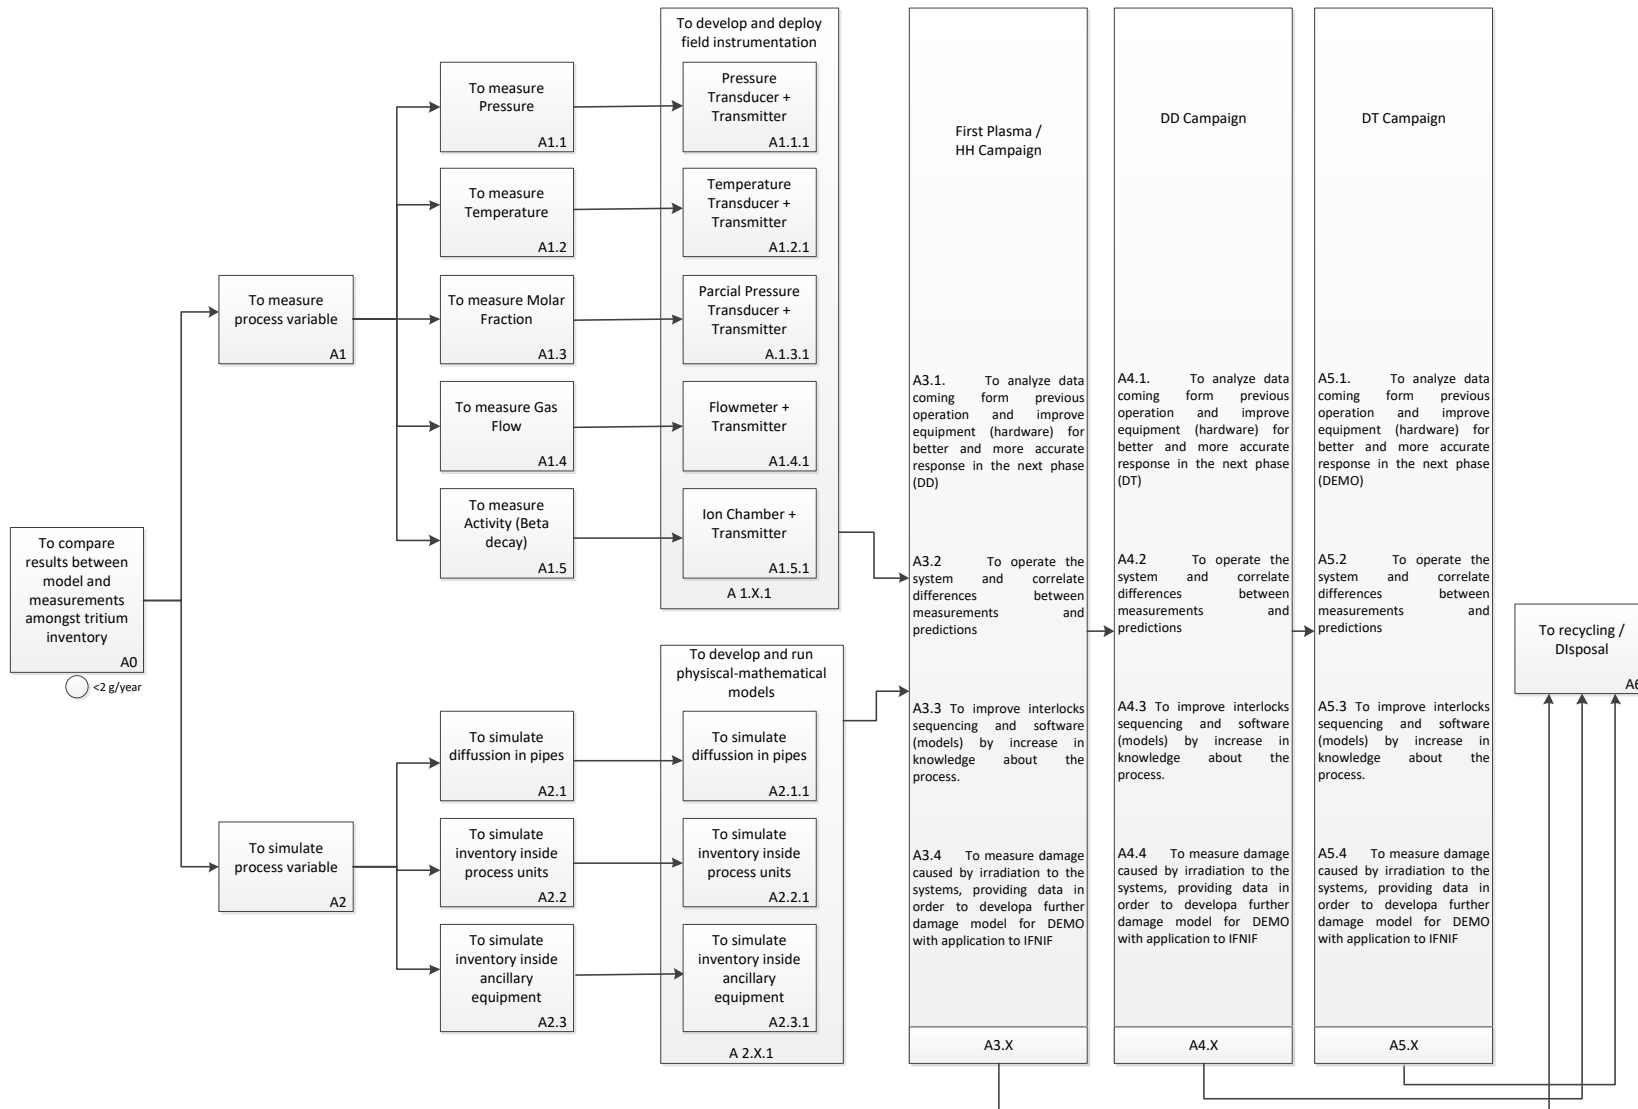 To compare
results between
model and
measurements
amongst tritium
inventory
A0
<2 g/year
To measure
process variable
A1
To simulate
process variable
A2
To measure
Pressure
A1.1
To measure
Temperature
A1.2
To measure Molar
Fraction
A1.3
To measure Gas
Flow
A1.4
To measure
Activity (Beta
decay)
A1.5
To simulate
diffussion in pipes
A2.1
To simulate
inventory inside
process units
A2.2
To simulate
inventory inside
ancillary
equipment
A2.3
To develop and deploy
field instrumentation
Pressure
Transducer +
Transmitter
A1.1.1
Temperature
Transducer +
Transmitter
A1.2.1
Parcial Pressure
Transducer +
Transmitter
A.1.3.1
Flowmeter +
Transmitter
A1.4.1
Ion Chamber +
Transmitter
A1.5.1
A 1.X.1
To develop and run
physical-mathematical
models
To simulate
diffussion in pipes
A2.1.1
To simulate
inventory inside
process units
A2.2.1
To simulate
inventory inside
ancillary
equipment
A2.3.1
A 2.X.1
First Plasma /
HH Campaign
A3.1. To analyze data
coming form previous
operation and improve
equipment (hardware) for
better and more accurate
response in the next phase
(DD)
A3.2 To operate the
system and correlate
differences between
measurements and
predictions
A3.3 To improve interlocks
sequencing and software
(models) by increase in
knowledge about the
process.
A3.4 To measure damage
caused by irradiation to the
systems, providing data in
order to developa further
damage model for DEMO
with application to IFNIF
A3.X
DD Campaign
A4.1. To analyze data
coming form previous
operation and improve
equipment (hardware) for
better and more accurate
response in the next phase
(DT)
A4.2 To operate the
system and correlate
differences between
measurements and
predictions
A4.3 To improve interlocks
sequencing and software
(models) by increase in
knowledge about the
process.
A4.4 To measure damage
caused by irradiation to the
systems, providing data in
order to developa further
damage model for DEMO
with application to IFNIF
A4.X
DT Campaign
A5.1. To analyze data
coming form previous
operation and improve
equipment (hardware) for
better and more accurate
response in the next phase
(DEMO)
A5.2 To operate the
system and correlate
differences between
measurements and
predictions
A5.3 To improve interlocks
sequencing and software
(models) by increase in
knowledge about the
process.
A5.4 To measure damage
caused by irradiation to the
systems, providing data in
order to developa further
damage model for DEMO
with application to IFNIF
A5.X
To recycling /
DIsposal
A6